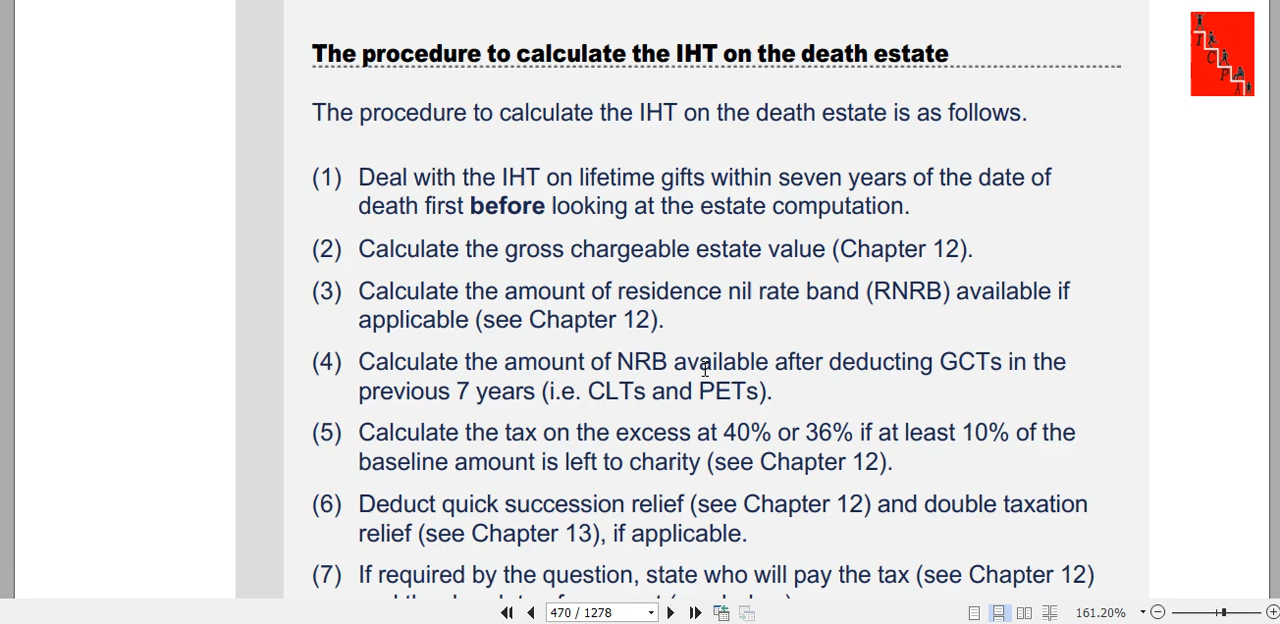 The procedure to calculate the IHT on the death estate
The procedure to calculate the IHT on the death estate is as follows.
(1) Deal with the IHT on lifetime gifts within seven years of the date of
death first before looking at the estate computation.
(2) Calculate the gross chargeable estate value (Chapter 12).
(3) Calculate the amount of residence nil rate band (RNRB) available if
applicable (see Chapter 12).
(4) Calculate the amount of NRB available after deducting GCTs in the
previous 7 years (i.e. CLTs and PETs).
(5) Calculate the tax on the excess at 40% or 36% if at least 10% of the
baseline amount is left to charity (see Chapter 12).
(6) Deduct quick succession relief (see Chapter 12) and double taxation
relief (see Chapter 13), if applicable.
(7) If required by the question, state who will pay the tax (see Chapter 12)
I
C
P
A
470 / 1278
161.20%